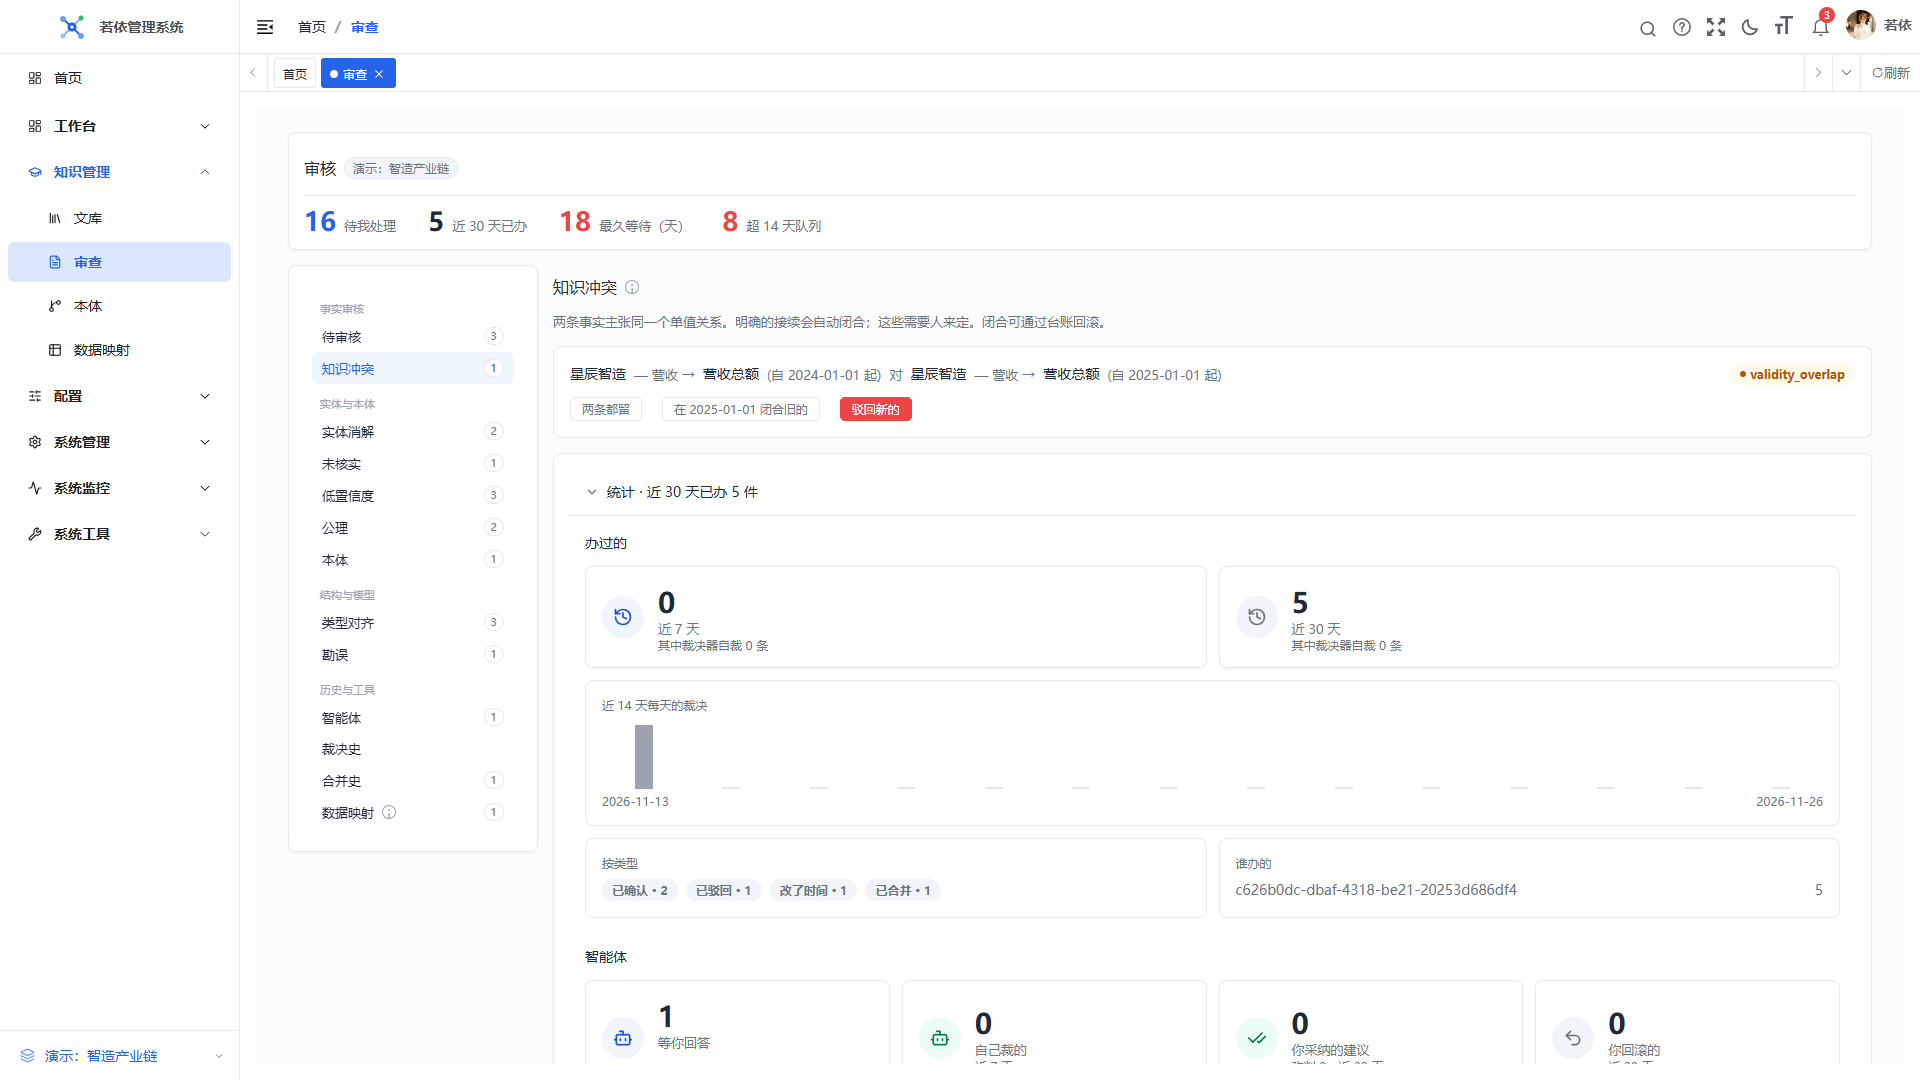 若依管理系统
首页 / 审查
3
若依
首页
审查
刷新
首页
工作台
知识管理
文库
审查
本体
数据映射
配置
系统管理
系统监控
系统工具
演示：智造产业链
审核 演示：智造产业链
16 待我处理 5 近 30 天已办 18 最久等待（天） 8 超 14 天队列
事实审核
待审核 3
知识冲突 1
实体与本体
实体消解 2
未核实 1
低置信度 3
公理 2
本体 1
结构与模型
类型对齐 3
勘误 1
历史与工具
智能体 1
裁决史
合并史 1
数据映射 1
知识冲突
两条事实主张同一个单值关系。明确的接续会自动闭合；这些需要人来定。闭合可通过台账回滚。
星辰智造 — 营收 → 营收总额 (自 2024-01-01 起) 对 星辰智造 — 营收 → 营收总额 (自 2025-01-01 起)
validity_overlap
两条都留 在 2025-01-01 闭合旧的 驳回新的
统计 · 近 30 天已办 5 件
办过的
0
近 7 天
其中裁决器自裁 0 条
5
近 30 天
其中裁决器自裁 0 条
近 14 天每天的裁决
2026-11-13 2026-11-26
按类型
已确认 • 2 已驳回 • 1 改了时间 • 1 已合并 • 1
谁办的
c626b0dc-dbaf-4318-be21-20253d686df4 5
智能体
1
等你回答
0
自己裁的
0
你采纳的建议
0
你回滚的